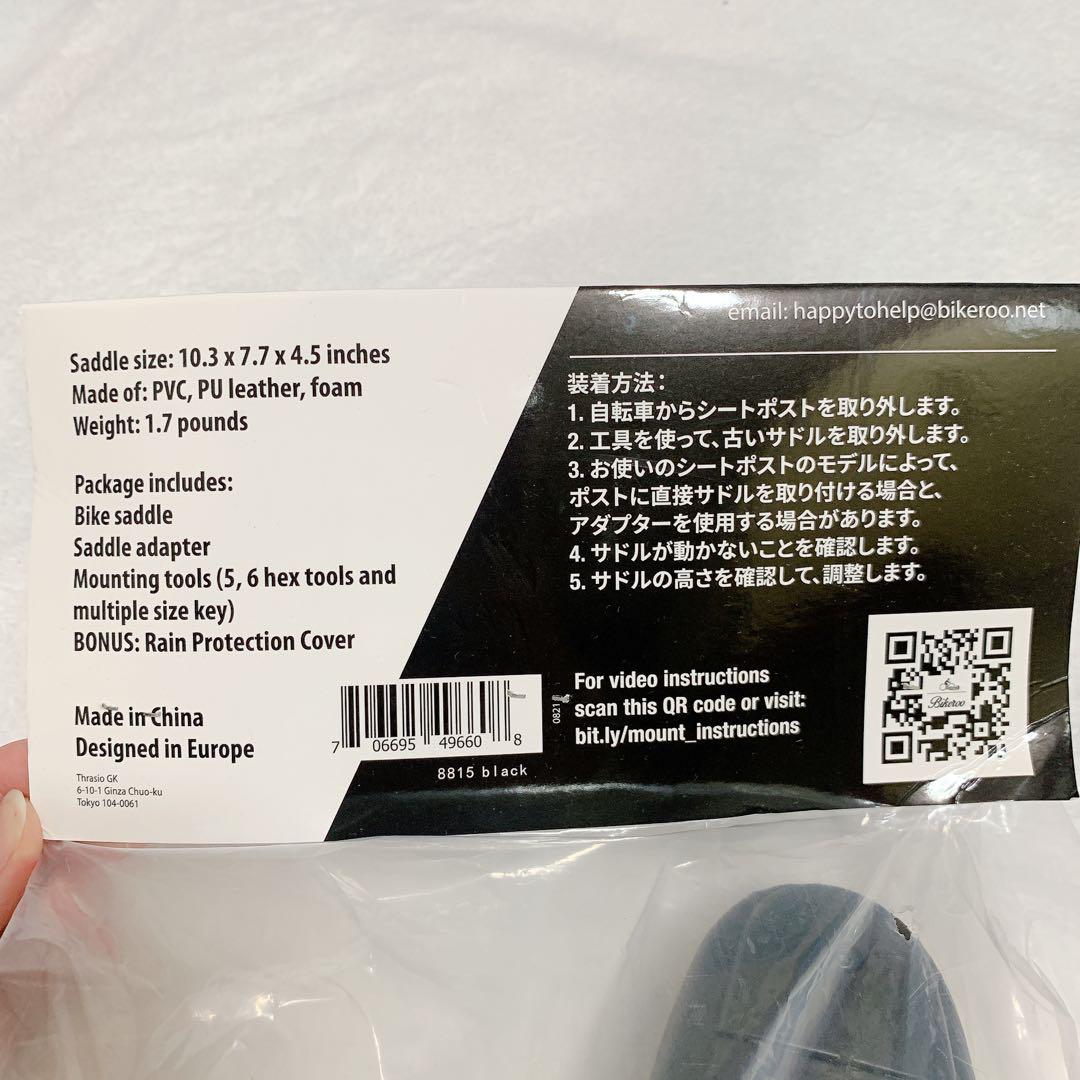 Saddle size: 10.3 x 7.7 x 4.5 inches
Made of: PVC, PU leather, foam
Weight: 1.7 pounds
Package includes:
Bike saddle
Saddle adapter
Mounting tools (5, 6 hex tools and
multiple size key)
BONUS: Rain Protection Cover
Made in China
Designed in Europe
Thrasio GK
6-10-1 Ginza Chuo-ku
Tokyo 104-0061
7 06695 49660 8
8815 black
email: happytohelp@bikeroo.net
装着方法：
1. 自転車からシートポストを取り外します。
2. 工具を使って、古いサドルを取り外します。
3. お使いのシートポストのモデルによって、
ポストに直接サドルを取り付ける場合と、
アダプターを使用する場合があります。
4. サドルが動かないことを確認します。
5. サドルの高さを確認して、調整します。
0821
For video instructions
scan this QR code or visit:
bit.ly/mount_instructions
Bikeroo